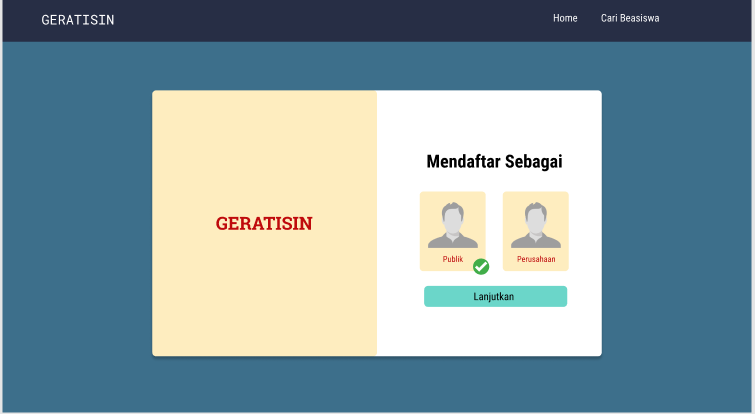 GERATISIN
Home
Cari Beasiswa
GERATISIN
Mendaftar Sebagai
Publik
Perusahaan
Lanjutkan